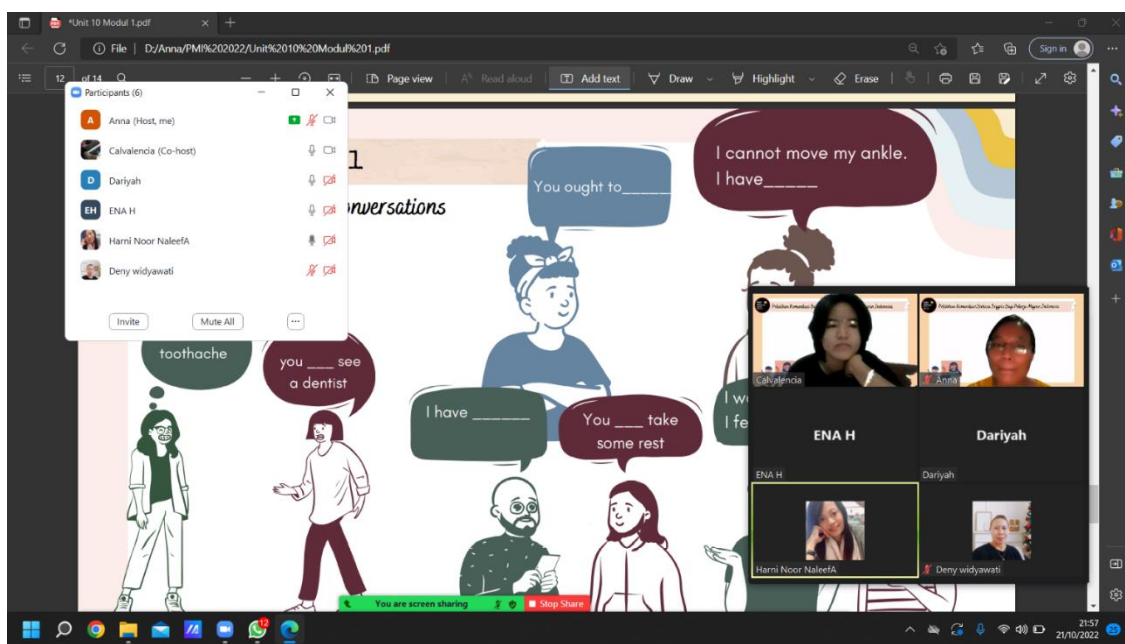 *Unit 10 Modul 1.pdf
File | D:/Anna/PMI%202022/Unit%2010%20Modul%201.pdf
Sign in
12 of 14
Page view
Read aloud
Add text
Draw
Highlight
Erase
Participants (6)
A Anna (Host, me)
Calvalencia (Co-host)
D Dariyah
EH ENA H
Harni Noor NaleefA
Deny widyawati
Invite
Mute All
1
nversations
You ought to_____
I cannot move my ankle.
I have_____
toothache
you ___ see
a dentist
I have ______
You ___ take
some rest
I w
I fe
Calvalencia
Anna
ENA H
ENA H
Dariyah
Dariyah
Harni Noor NaleefA
Deny widyawati
You are screen sharing
Stop Share
12
21:57
21/10/2022